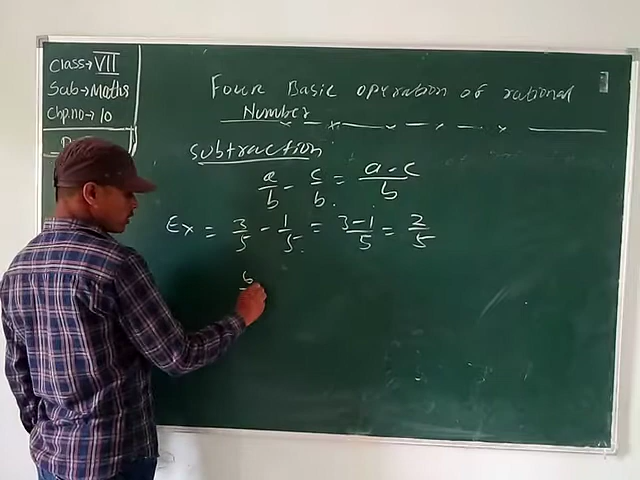 Class→ VII
Sub→ Maths
Chp.no→ 10
Four Basic operation of rational
Number
subtraction
a/b - c/b = a-c/b
Ex = 3/5 - 1/5 = 3-1/5 = 2/5
6